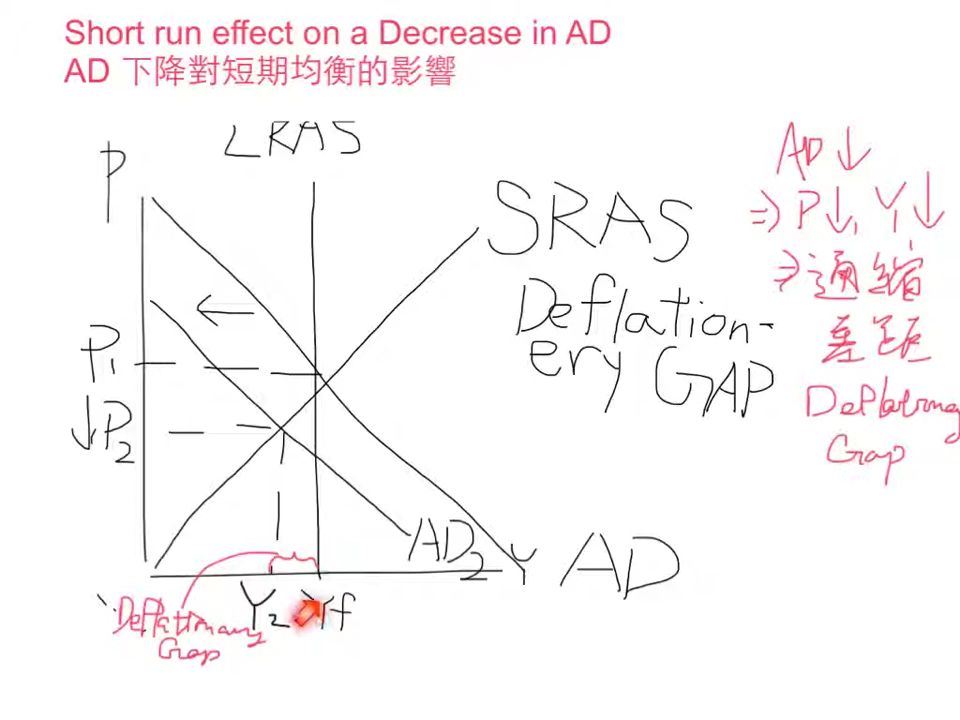 Short run effect on a Decrease in AD
AD 下降對短期均衡的影響
LRAS
P
SRAS
Deflation-
ery GAP
P1
↓P2
AD2
Y
AD
Y2
Yf
Deflationary
Gap
AD↓
⇒ P↓, Y↓
⇒ 通縮
差距
Deflationary
Gap